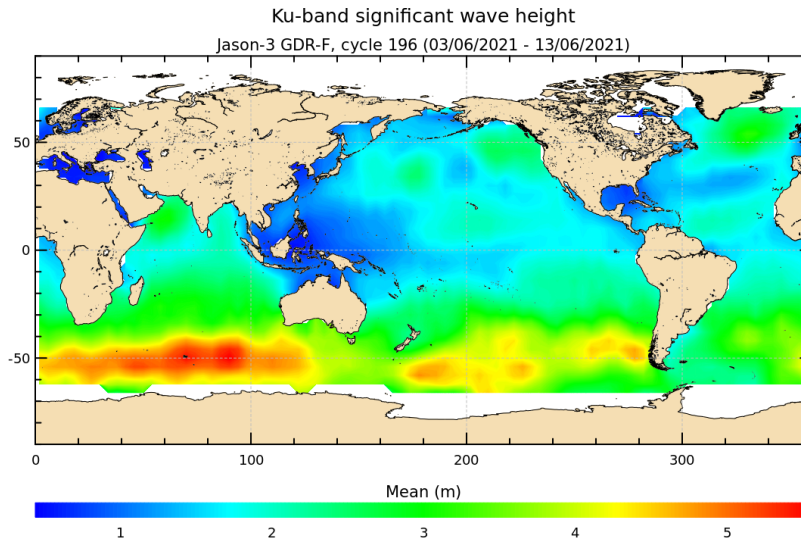 Ku-band significant wave height
Jason-3 GDR-F, cycle 196 (03/06/2021 - 13/06/2021)
50
0
-50
0 100 200 300
Mean (m)
1 2 3 4 5